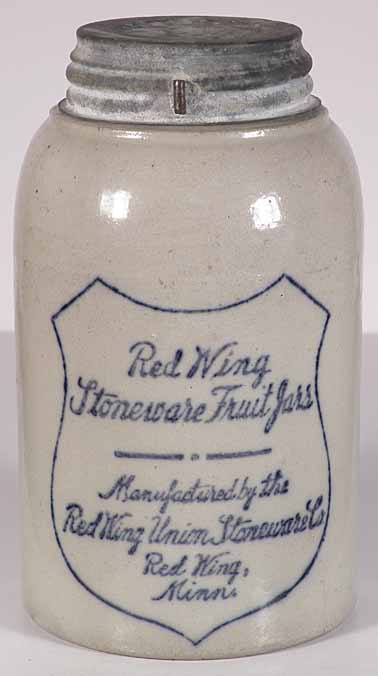 Red Wing
Stoneware Fruit Jars
Manufactured by the
Red Wing Union Stoneware Co
Red Wing,
Minn.